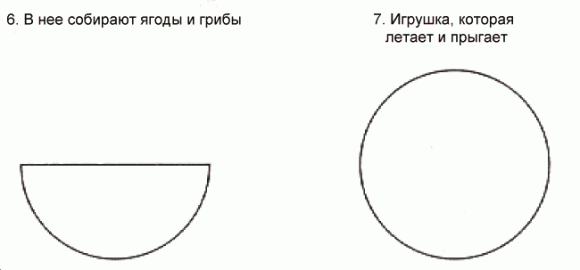 6. В нее собирают ягоды и грибы
7. Игрушка, которая
летает и прыгает